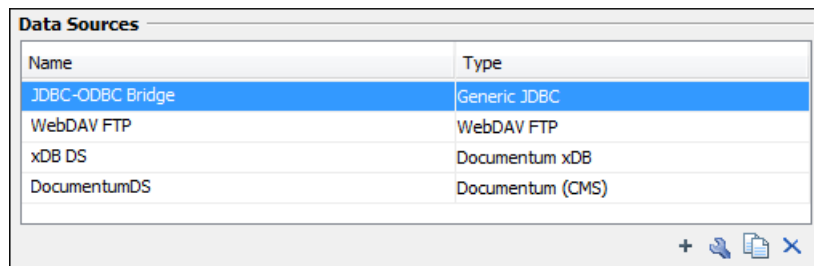 Data Sources
Name Type
JDBC-ODBC Bridge Generic JDBC
WebDAV FTP WebDAV FTP
xDB DS Documentum xDB
DocumentumDS Documentum (CMS)